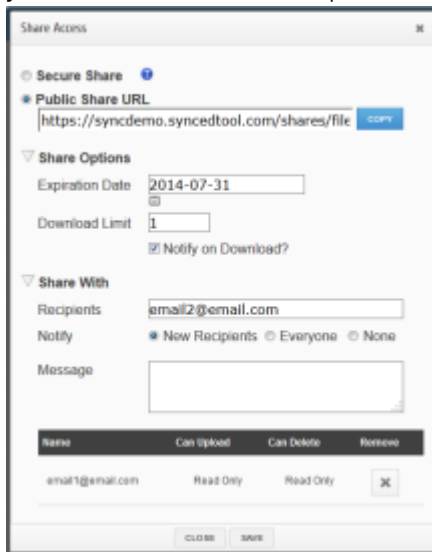 Share Access
Secure Share
Public Share URL
https://syncdemo.syncedtool.com/shares/file COPY
Share Options
Expiration Date 2014-07-31
Download Limit 1
Notify on Download?
Share With
Recipients email2@email.com
Notify New Recipients Everyone None
Message
Name Can Upload Can Delete Remove
email1@email.com Read Only Read Only
CLOSE SAVE